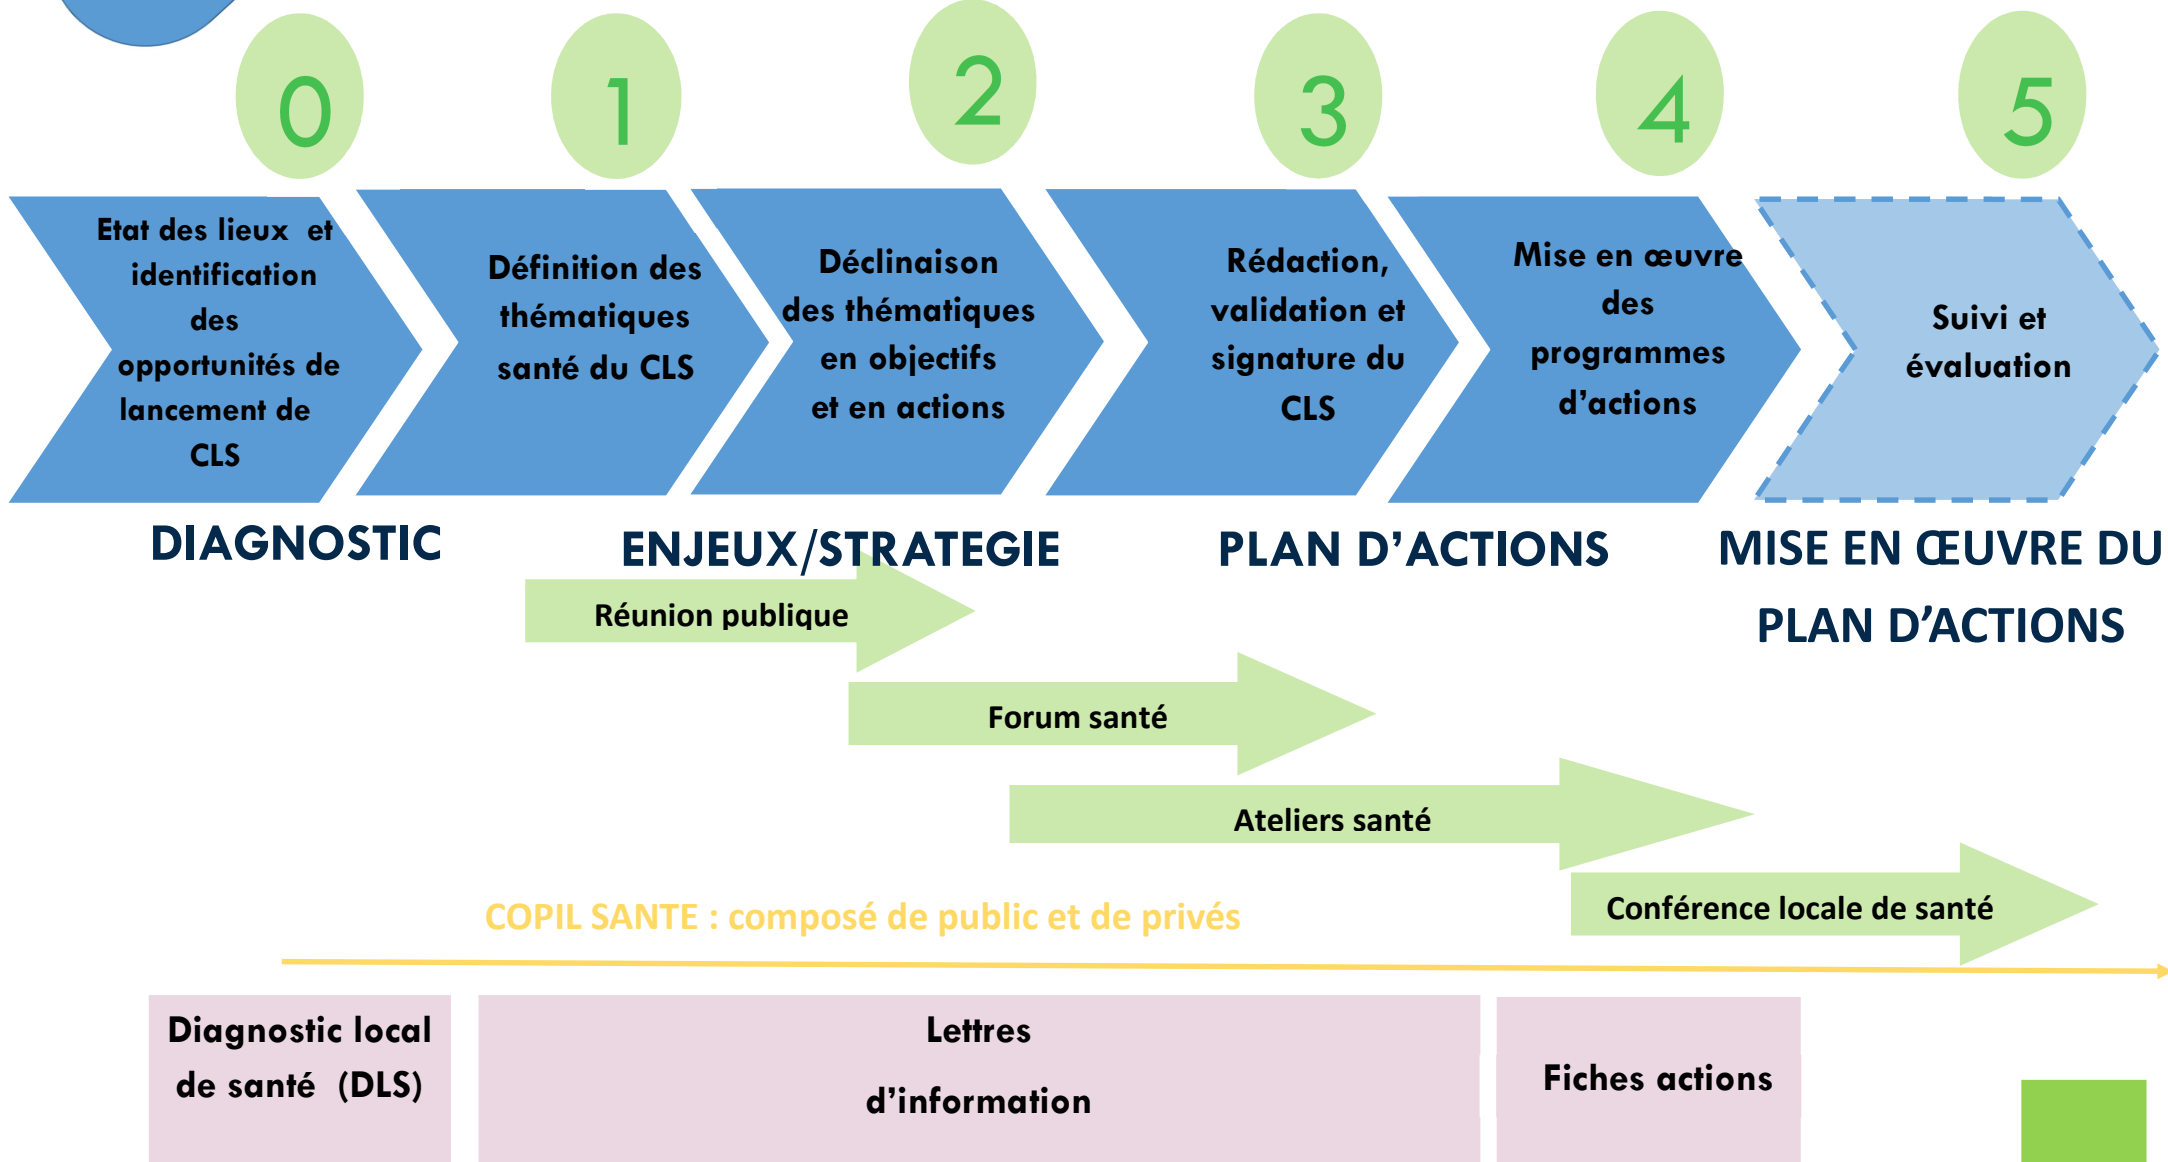 0
1
2
3
4
5
Etat des lieux et
identification
des
opportunités de
lancement de
CLS
Définition des
thématiques
santé du CLS
Déclinaison
des thématiques
en objectifs
et en actions
Rédaction,
validation et
signature du
CLS
Mise en œuvre
des
programmes
d’actions
Suivi et
évaluation
DIAGNOSTIC
ENJEUX/STRATEGIE
PLAN D’ACTIONS
MISE EN ŒUVRE DU
PLAN D’ACTIONS
Réunion publique
Forum santé
Ateliers santé
Conférence locale de santé
COPIL SANTE : composé de public et de privés
Diagnostic local
de santé (DLS)
Lettres
d’information
Fiches actions